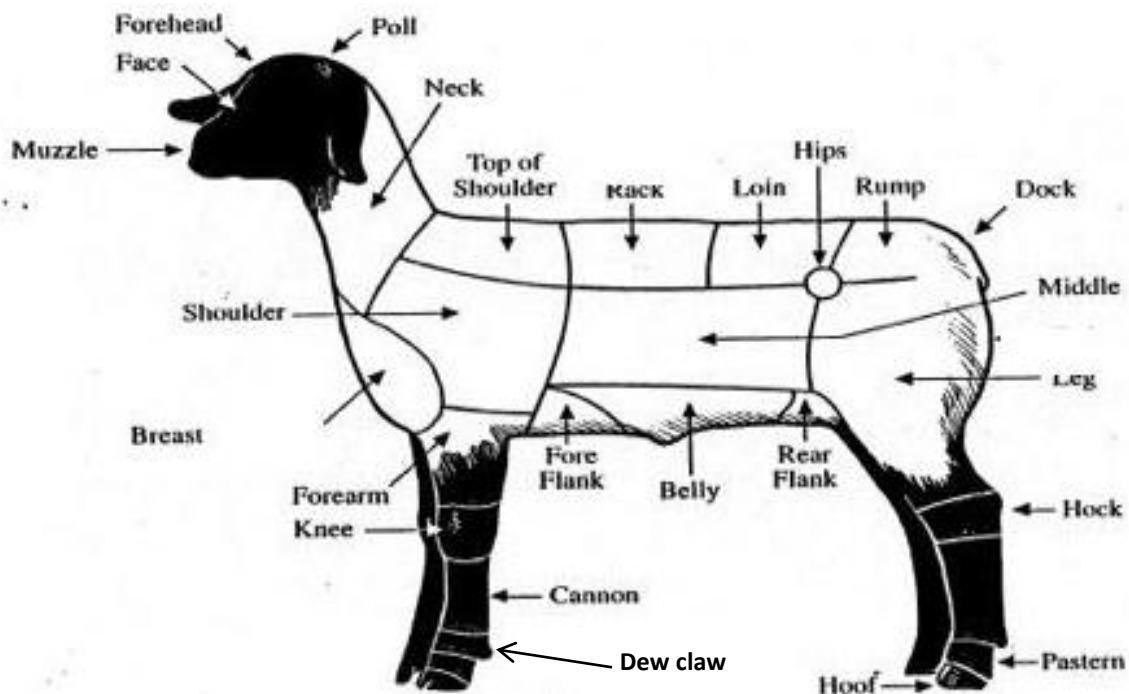 Forehead
Poll
Face
Neck
Muzzle
Top of
Shoulder
Rack
Loin
Hips
Rump
Dock
Shoulder
Middle
Leg
Breast
Fore
Flank
Belly
Rear
Flank
Forearm
Knee
Hock
Cannon
Dew claw
Pastern
Hoof